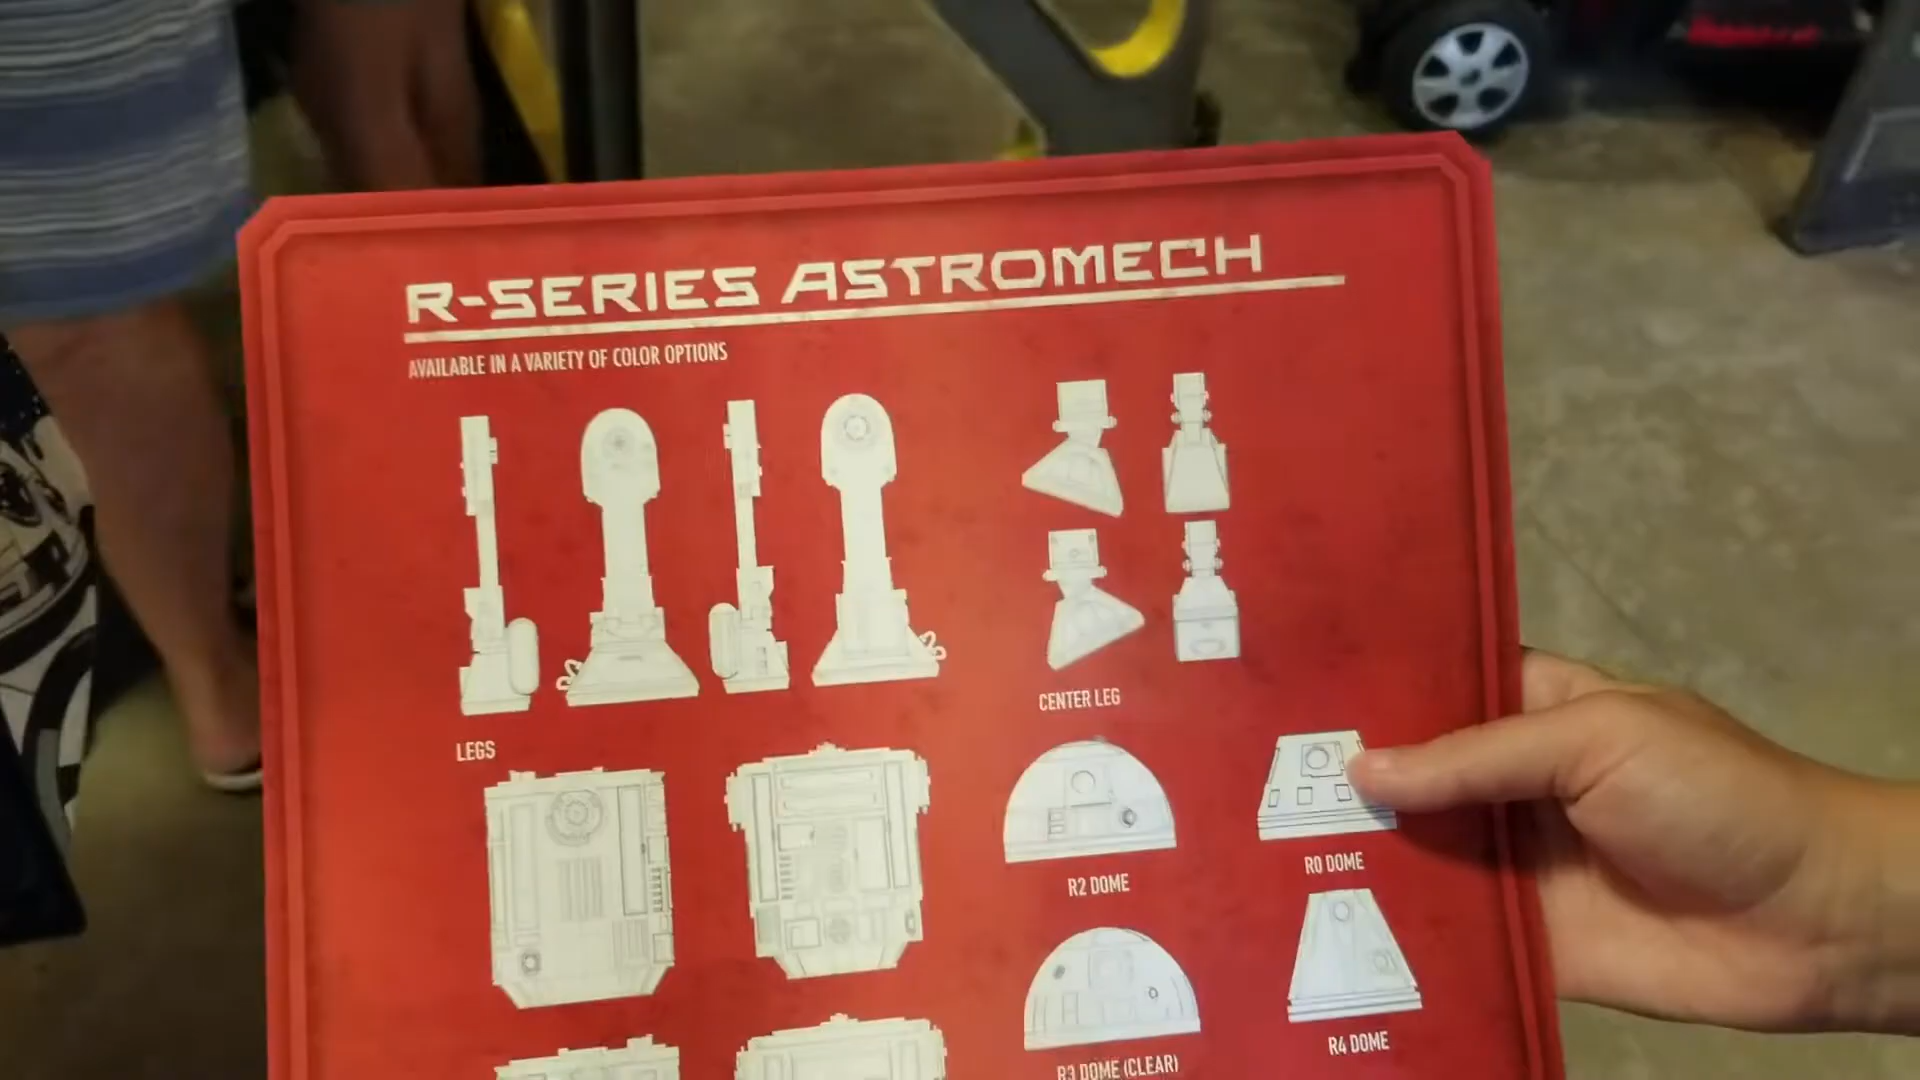 R-SERIES ASTROMECH
AVAILABLE IN A VARIETY OF COLOR OPTIONS
CENTER LEG
LEGS
R2 DOME
R0 DOME
R3 DOME (CLEAR)
R4 DOME